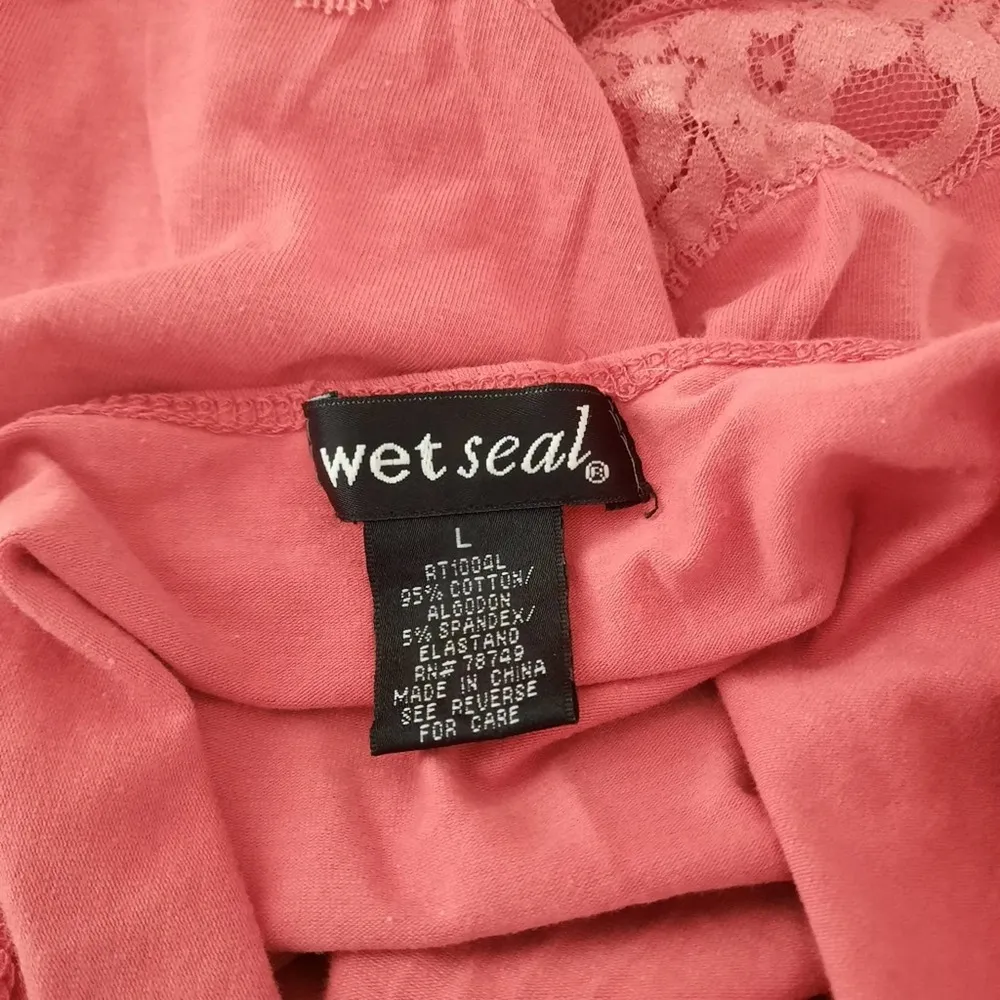 wet seal®
L
RT1004L
95% COTTON/
ALGODON
5% SPANDEX/
ELASTANO
RN# 78749
MADE IN CHINA
SEE REVERSE
FOR CARE